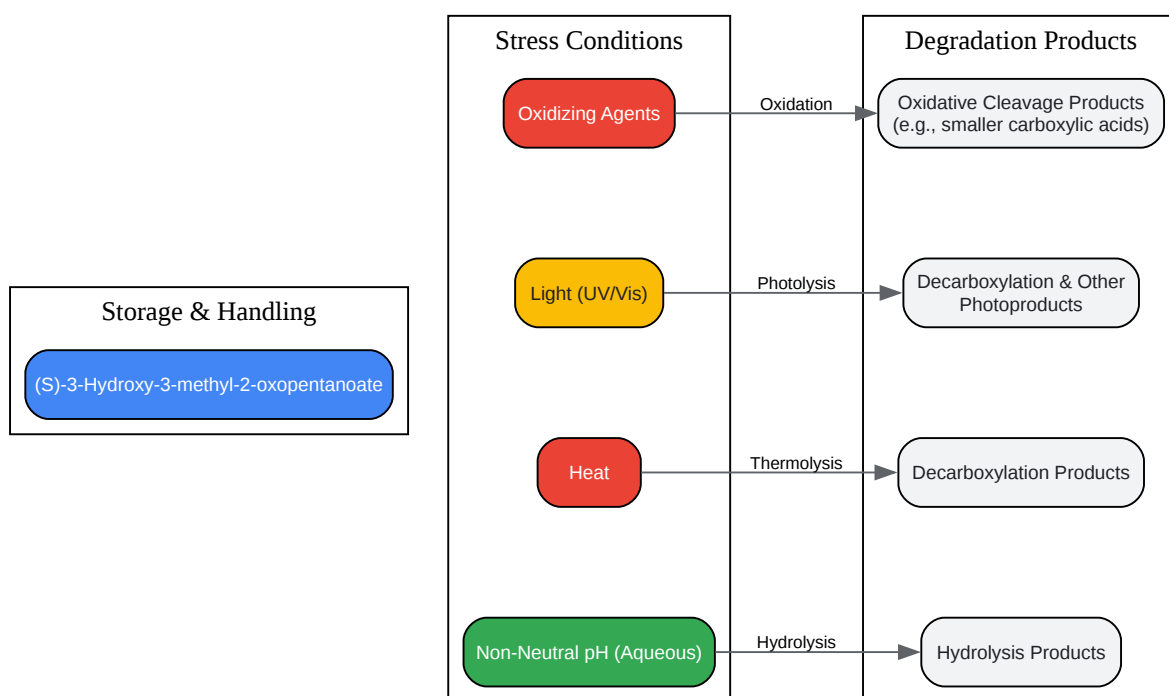 Stress Conditions
Degradation Products
Oxidizing Agents
Oxidation
Oxidative Cleavage Products
(e.g., smaller carboxylic acids)
Light (UV/Vis)
Photolysis
Decarboxylation & Other
Photoproducts
Storage & Handling
(S)-3-Hydroxy-3-methyl-2-oxopentanoate
Heat
Thermolysis
Decarboxylation Products
Non-Neutral pH (Aqueous)
Hydrolysis
Hydrolysis Products